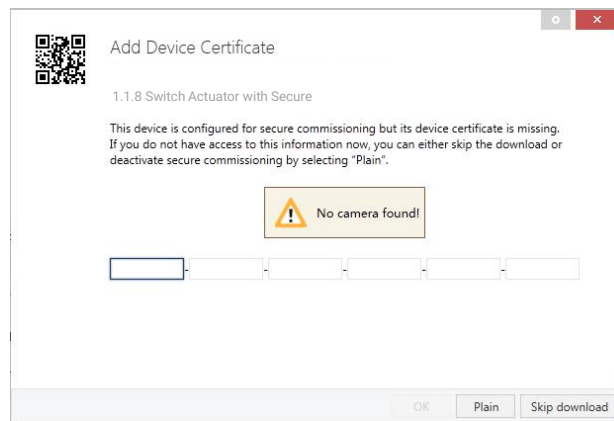 Add Device Certificate
1.1.8 Switch Actuator with Secure
This device is configured for secure commissioning but its device certificate is missing.
If you do not have access to this information now, you can either skip the download or
deactivate secure commissioning by selecting "Plain".
No camera found!
- - - - -
OK Plain Skip download